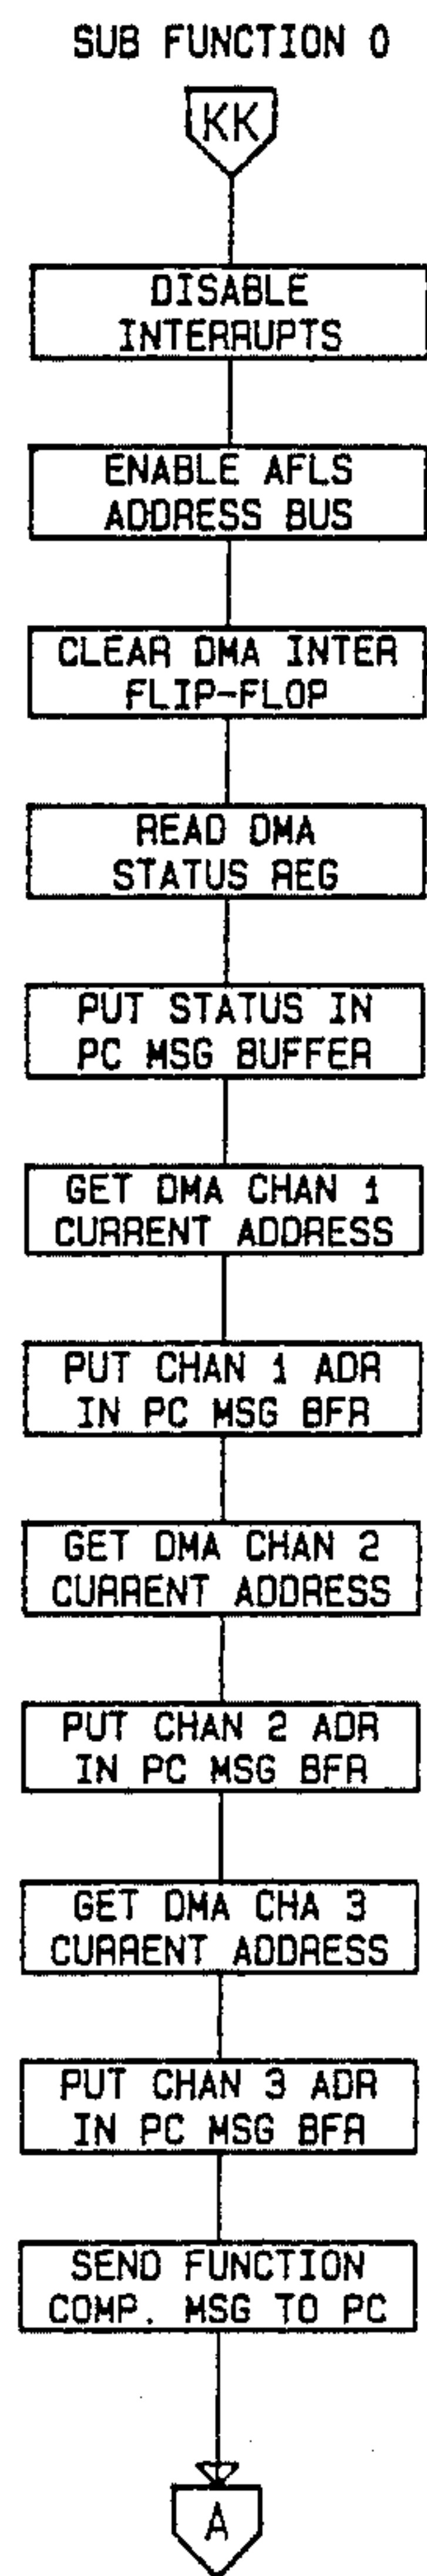 SUB FUNCTION 0
KK
DISABLE
INTERRUPTS
ENABLE AFLS
ADDRESS BUS
CLEAR DMA INTER
FLIP-FLOP
READ DMA
STATUS REG
PUT STATUS IN
PC MSG BUFFER
GET DMA CHAN 1
CURRENT ADDRESS
PUT CHAN 1 ADR
IN PC MSG BFR
GET DMA CHAN 2
CURRENT ADDRESS
PUT CHAN 2 ADR
IN PC MSG BFR
GET DMA CHA 3
CURRENT ADDRESS
PUT CHAN 3 ADR
IN PC MSG BFR
SEND FUNCTION
COMP. MSG TO PC
A